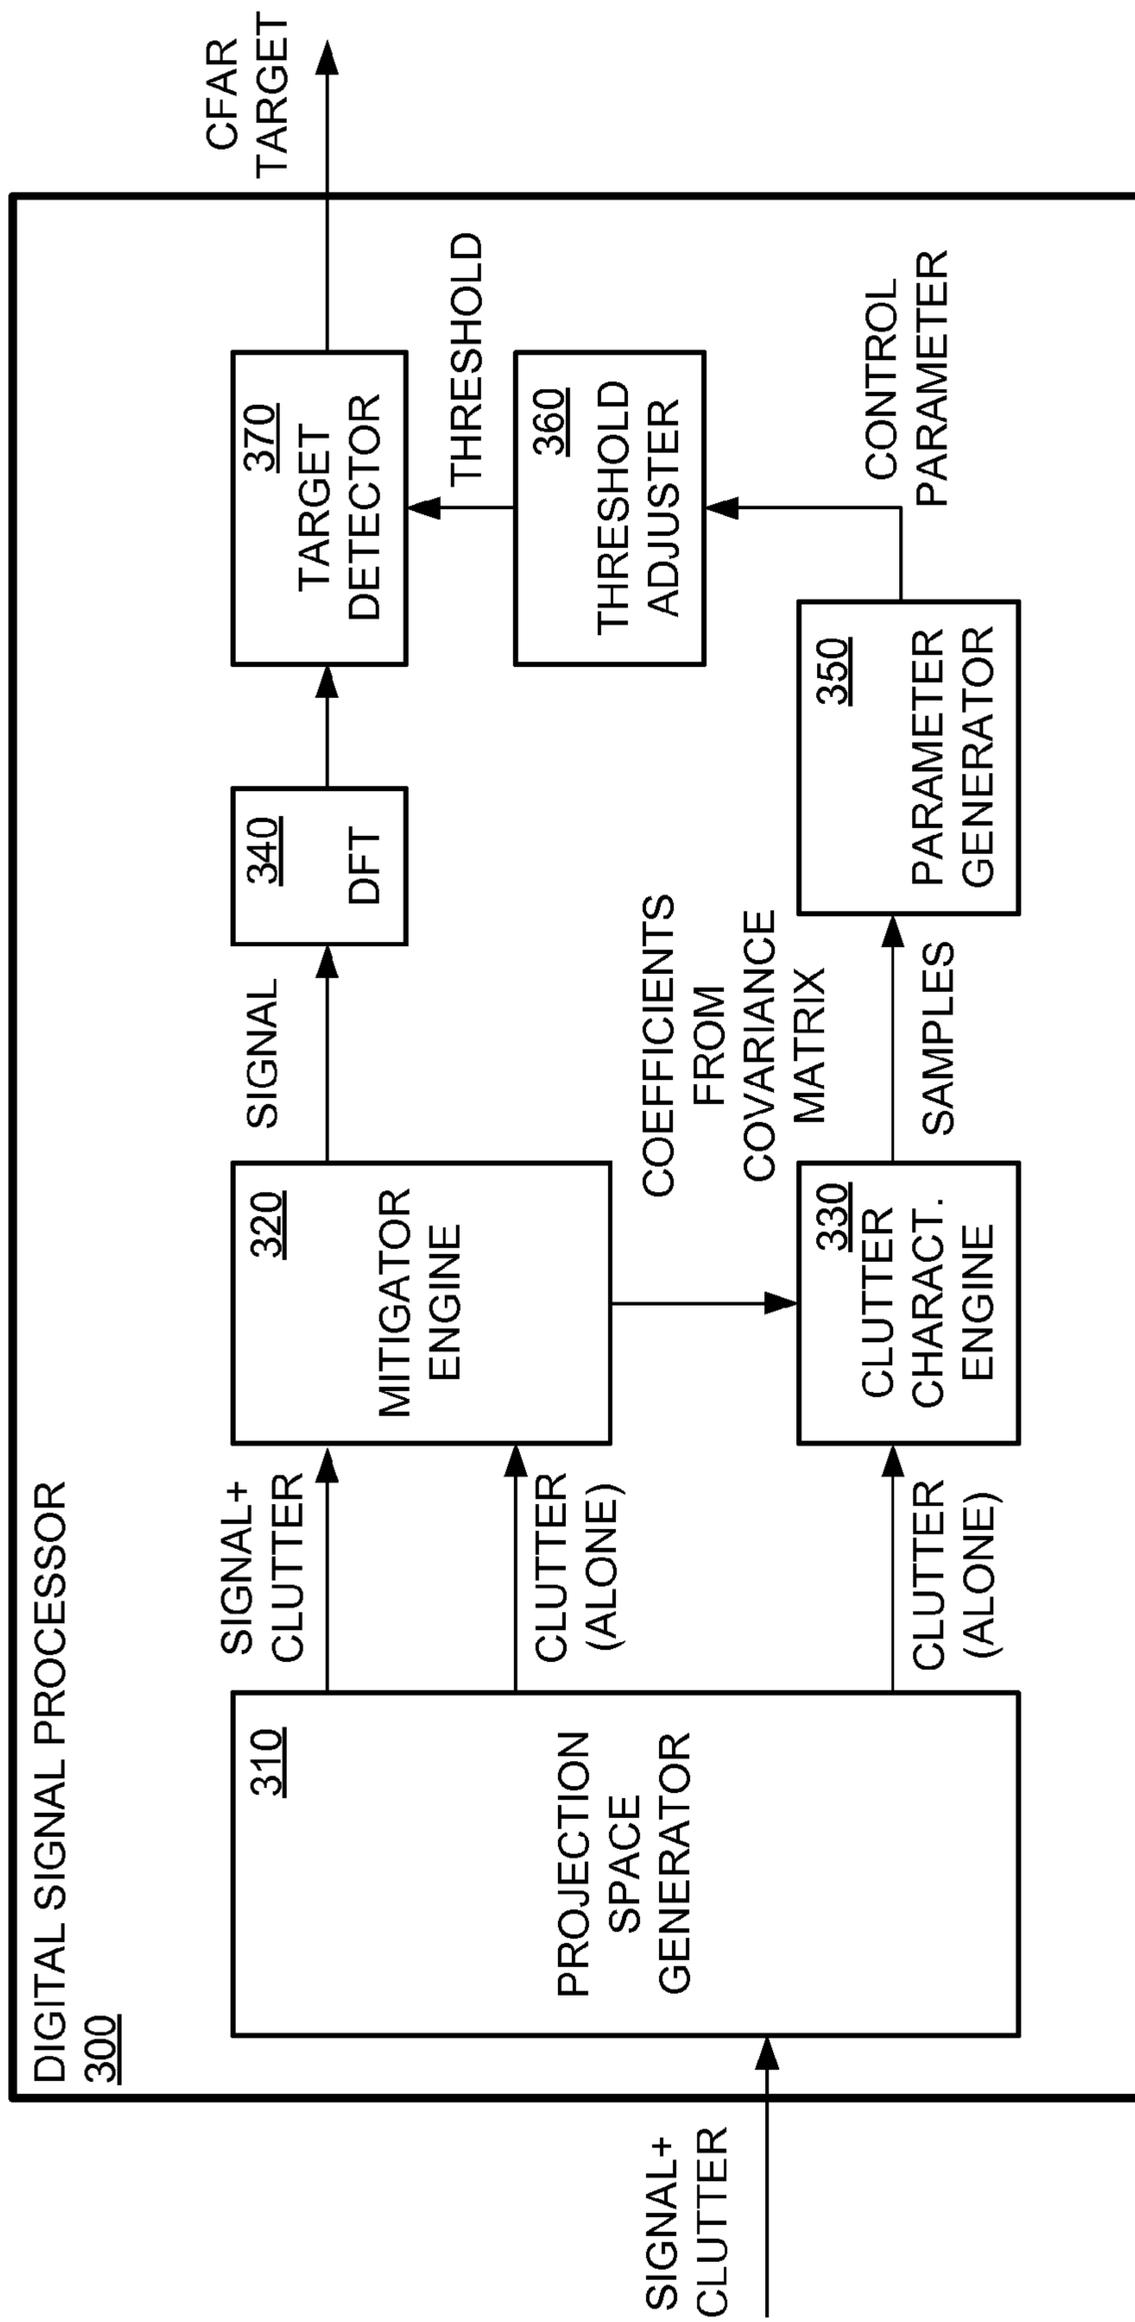 DIGITAL SIGNAL PROCESSOR
300
SIGNAL+
CLUTTER
310
PROJECTION
SPACE
GENERATOR
SIGNAL+
CLUTTER
CLUTTER
(ALONE)
CLUTTER
(ALONE)
320
MITIGATOR
ENGINE
330
CLUTTER
CHARACT.
ENGINE
SIGNAL
COEFFICIENTS
FROM
COVARIANCE
MATRIX
SAMPLES
340
DFT
350
PARAMETER
GENERATOR
CONTROL
PARAMETER
360
THRESHOLD
ADJUSTER
THRESHOLD
370
TARGET
DETECTOR
CFAR
TARGET